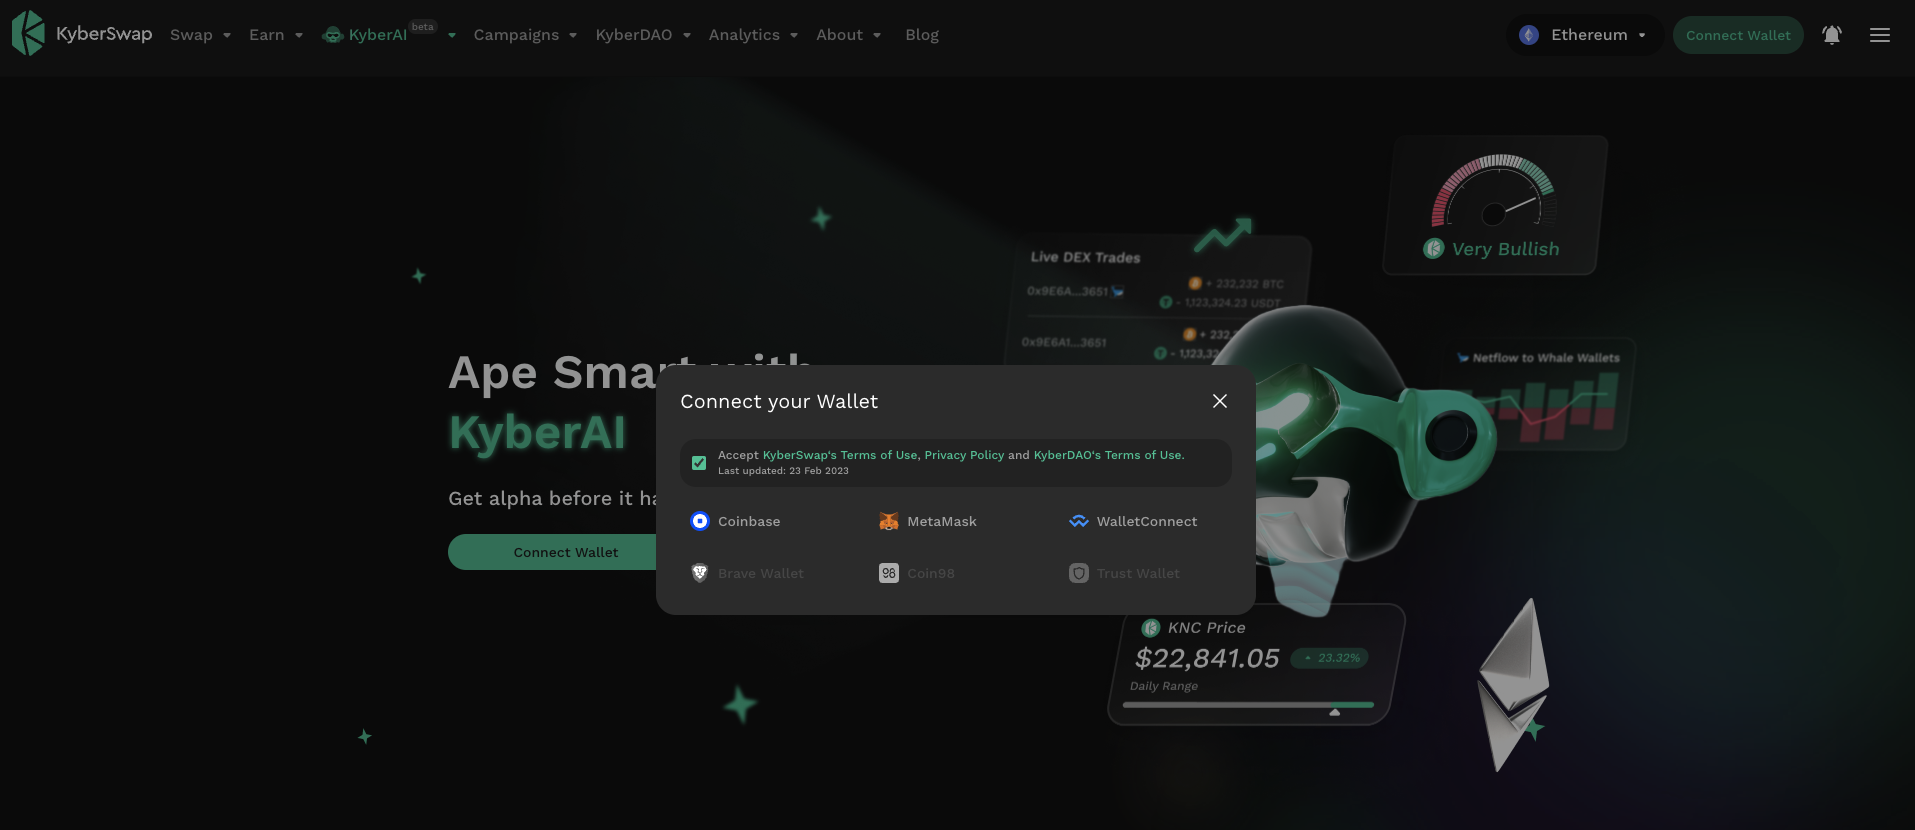 KyberSwap
Swap
Earn
KyberAI
beta
Campaigns
KyberDAO
Analytics
About
Blog
Ethereum
Connect Wallet
Very Bullish
Live DEX Trades
0x9E6A...3651
+ 232,232 BTC
- 1,123,324.23 USDT
0x9E6A1...3651
+ 232,
- 1,123,32
Netflow to Whale Wallets
Ape Smart with
KyberAI
Get alpha before it ha
Connect Wallet
Connect your Wallet
Accept KyberSwap's Terms of Use, Privacy Policy and KyberDAO's Terms of Use.
Last updated: 23 Feb 2023
Coinbase
MetaMask
WalletConnect
Brave Wallet
98
Coin98
Trust Wallet
KNC Price
$22,841.05
23.32%
Daily Range